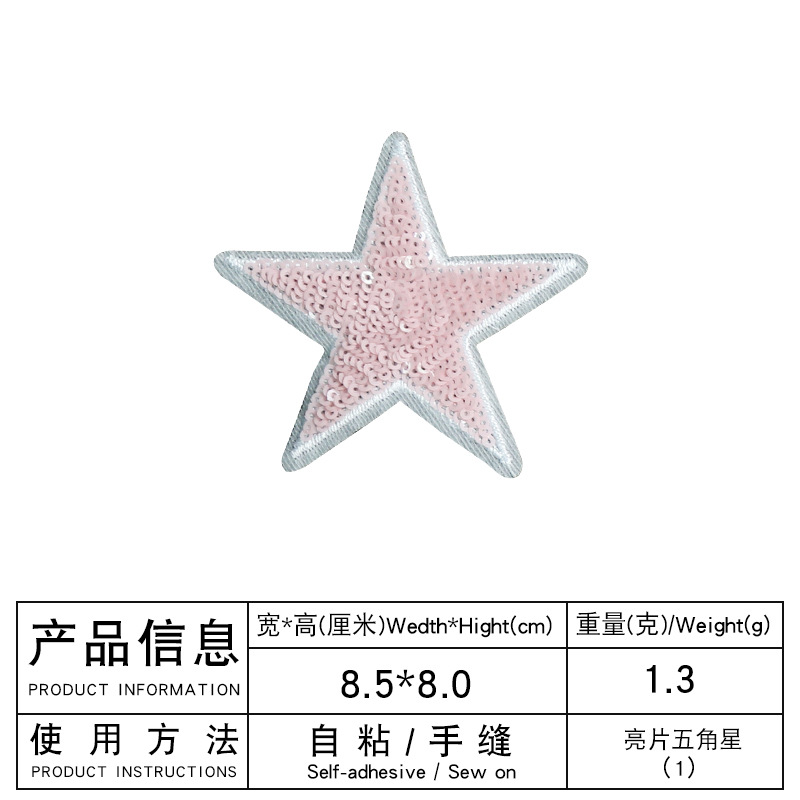 产品信息
PRODUCT INFORMATION
宽*高(厘米)Wedth*Hight(cm)
重量(克)/Weight(g)
8.5*8.0
1.3
使用方法
PRODUCT INSTRUCTIONS
自粘/手缝
Self-adhesive / Sew on
亮片五角星
(1)